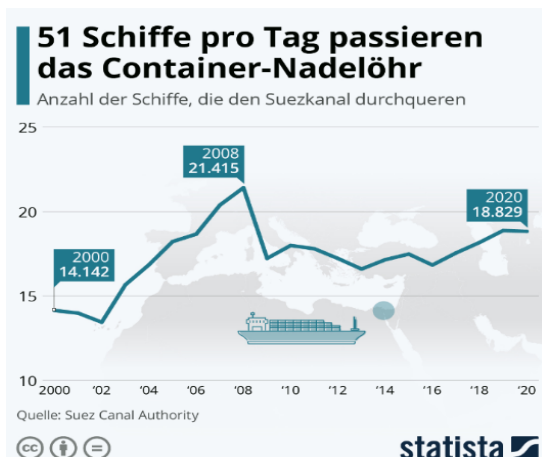 51 Schiffe pro Tag passieren
das Container-Nadelöhr
Anzahl der Schiffe, die den Suezkanal durchqueren
25
2008
21.415
2020
18.829
20
2000
14.142
15
10
2000 '02 '04 '06 '08 '10 '12 '14 '16 '18 '20
Quelle: Suez Canal Authority
cc
statista